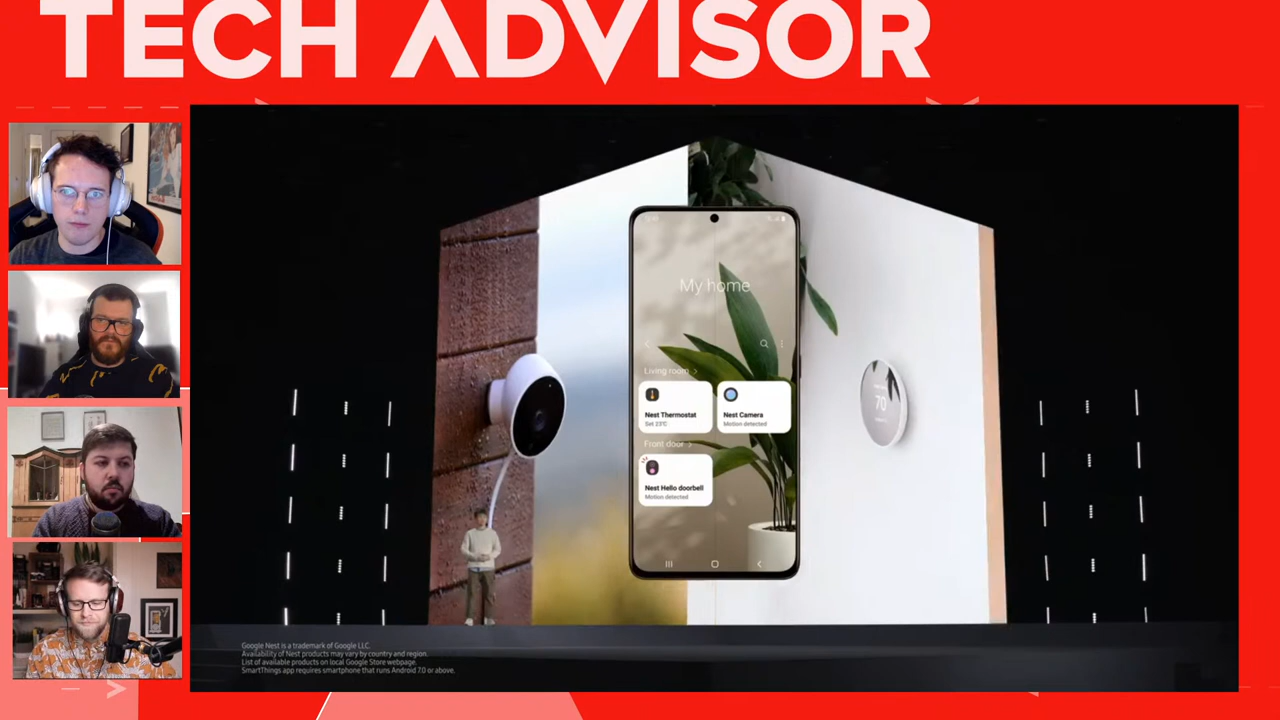 TECH ADVISOR
My home
Living room >
Nest Thermostat
Set 23°C
Nest Camera
Motion detected
Front door >
Nest Hello doorbell
Motion detected
70
Google Nest is a trademark of Google LLC.
Availability of Nest products may vary by country and region.
List of available products on local Google Store webpage.
SmartThings app requires smartphone that runs Android 7.0 or above.